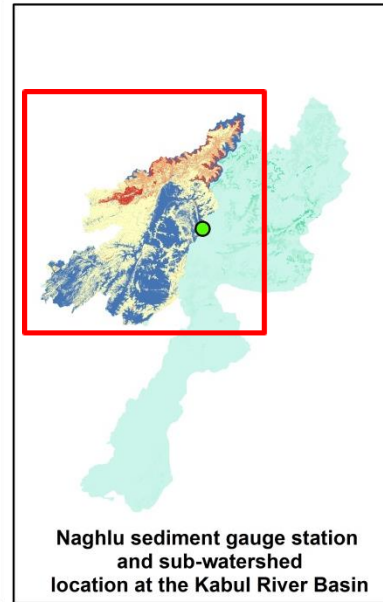 Naghlu sediment gauge station
and sub-watershed
location at the Kabul River Basin